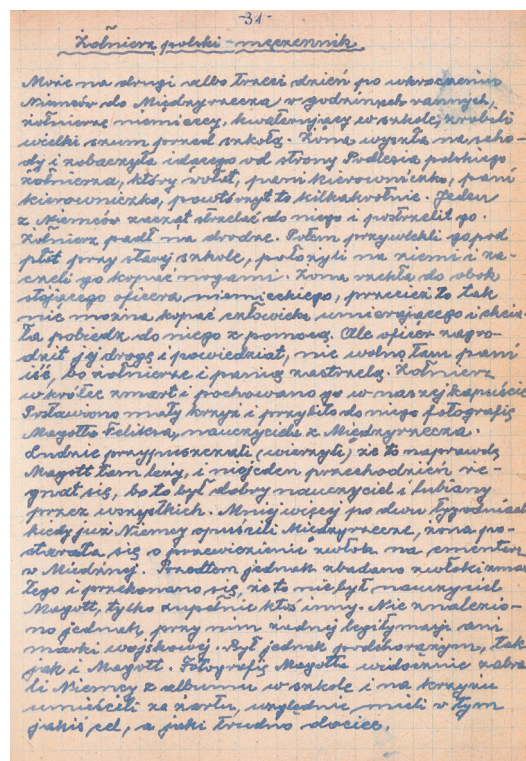 -31-
Żołnierz polski - męczennik
Może na drugi albo trzeci dzień po wkroczeniu
Niemców do Międzyrzecza, w godzinach rannych,
żołnierze niemieccy, kwaterujący w szkole, zrobili
wielki szum przed szkołą. Żona wyszła na scho-
dy i zobaczyła idącego od strony Podlesia polskiego
żołnierza, który wołał, pani kierowniczko, pani
kierowniczko, powtórzył to kilkakrotnie. Jeden
z Niemców zaczął strzelać do niego i postrzelił go.
Żołnierz padł na drodze. Potem przywlekli go pod
płot przy starej szkole, położyli na ziemi i za-
czeli go kopać nogami. Żona rzekła do obok
stojącego oficera, niemieckiego, przecież to tak
nie można kopać człowieka umierającego i chcia-
ła pobiedz do niego z pomocą. Ale oficer zagro-
dził jej drogę i powiedział, nie wolno tam pani
iść, bo żołnierze i panią zastrzelą. Żołnierz
wkrótce zmarł i pochowano go w naszej kapuście
Postawiono mały krzyż i przybito do niego fotografię
Magotta Feliksa, nauczyciela z Międzyrzecza.
Ludzie przypuszczali (wierzyli) że to naprawdę
Magott tam leży, i niejeden przechodzień że-
gnał się, bo to był dobry nauczyciel i lubiany
przez wszystkich. Mniej więcej po dwu tygodniach
kiedy już Niemcy opuścili Międzyrzecze, żona po-
starała się o przewiezienie zwłok na cmentarz
w Miedźnej. Przedtem jednak zbadano zwłoki zmar
łego i przekonano się, że to nie był nauczyciel
Magott, tylko zupełnie ktoś inny. Nie znalezio-
no jednak, przy nim żadnej legitymacji ani
marki wojskowej. Był jednak podchorążym, tak
jak i Magott. Fotografię Magotta widocznie zabra
li Niemcy z albumu w szkole i na krzyżu
umieścili za żartu, względnie mieli w tym
jakiś cel, a jaki trudno dociec.